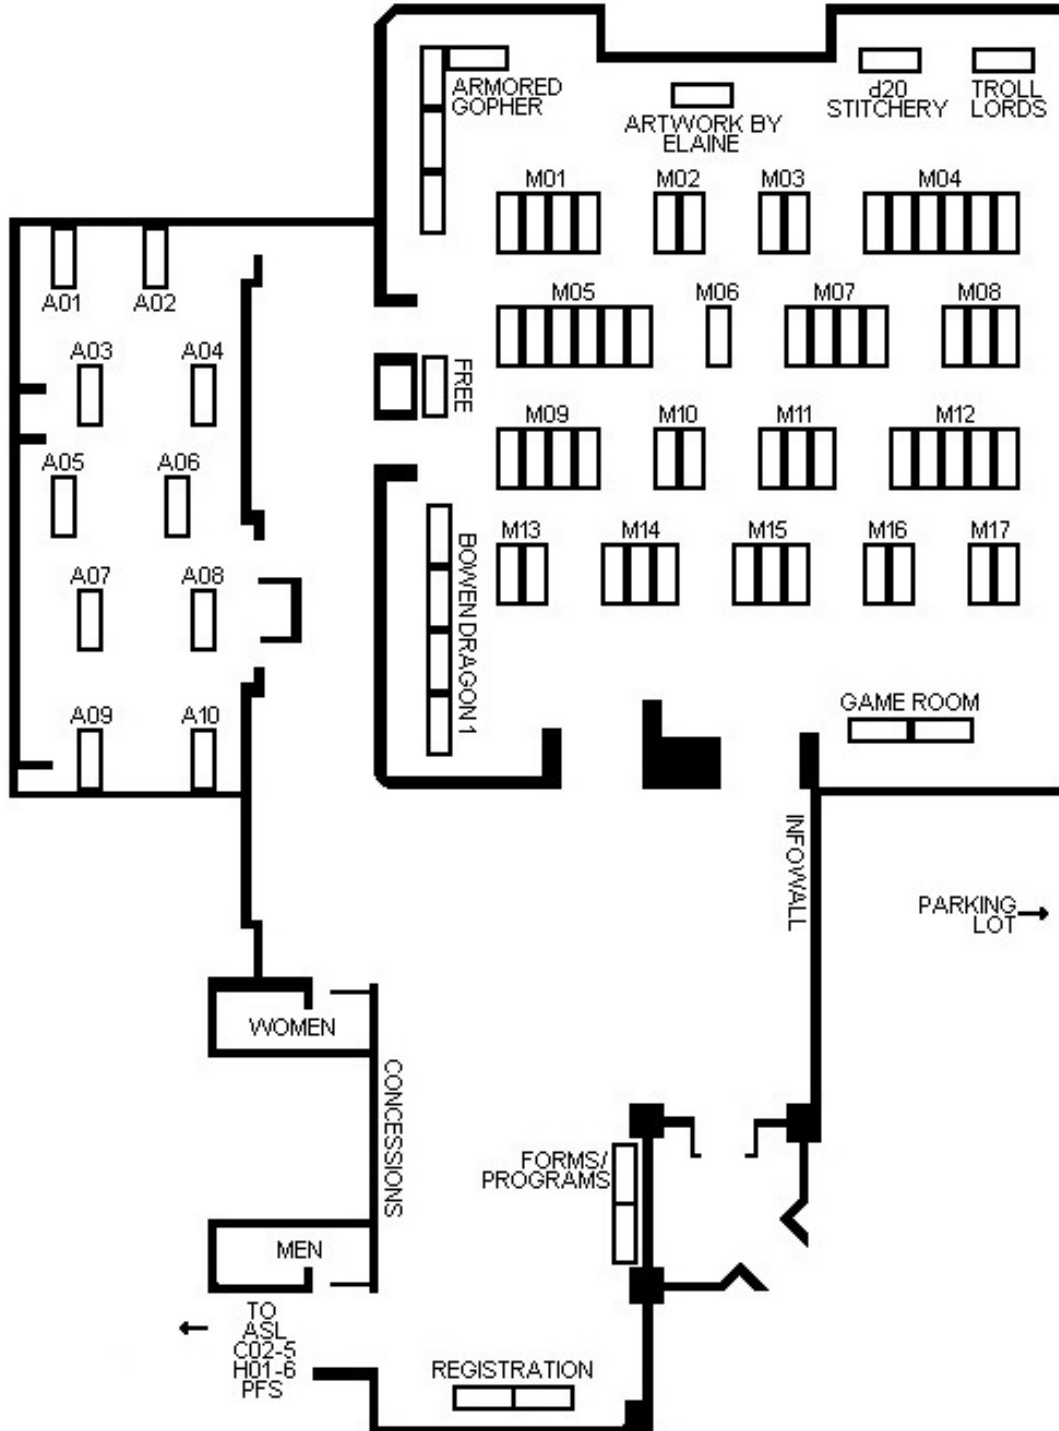 ARMORED
GOPHER
ARTWORK BY
ELAINE
d20
STITCHERY
TROLL
LORDS
M01
M02
M03
M04
M05
M06
M07
M08
FREE
M09
M10
M11
M12
M13
M14
M15
M16
M17
BOWEN DRAGON 1
GAME ROOM
A01
A02
A03
A04
A05
A06
A07
A08
A09
A10
INFOWALL
PARKING
LOT
WOMEN
CONCESSIONS
FORMS/
PROGRAMS
MEN
TO
ASL
C02-5
H01-6
PFS
REGISTRATION